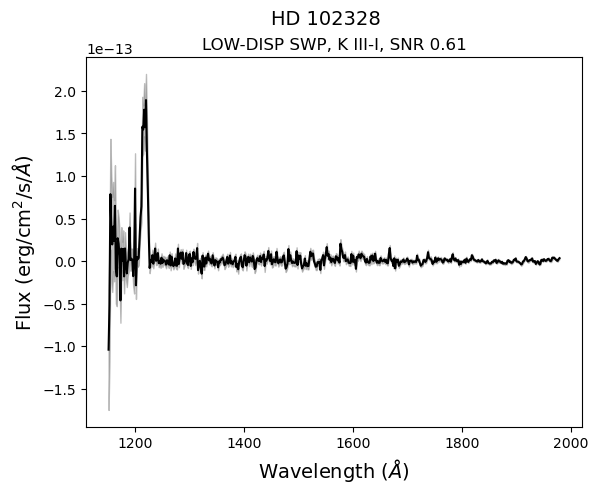 HD 102328
LOW-DISP SWP, K III-I, SNR 0.61
1e−13
2.0
1.5
1.0
0.5
0.0
−0.5
−1.0
−1.5
Flux (erg/cm²/s/Å)
1200 1400 1600 1800 2000
Wavelength (Å)